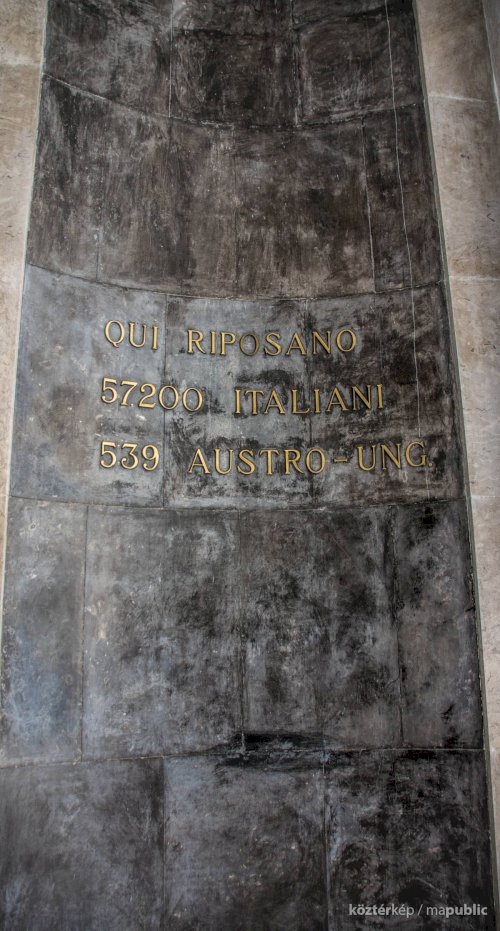 QUI RIPOSANO
57200 ITALIANI
539 AUSTRO-UNG.
köztérkép / mapublic